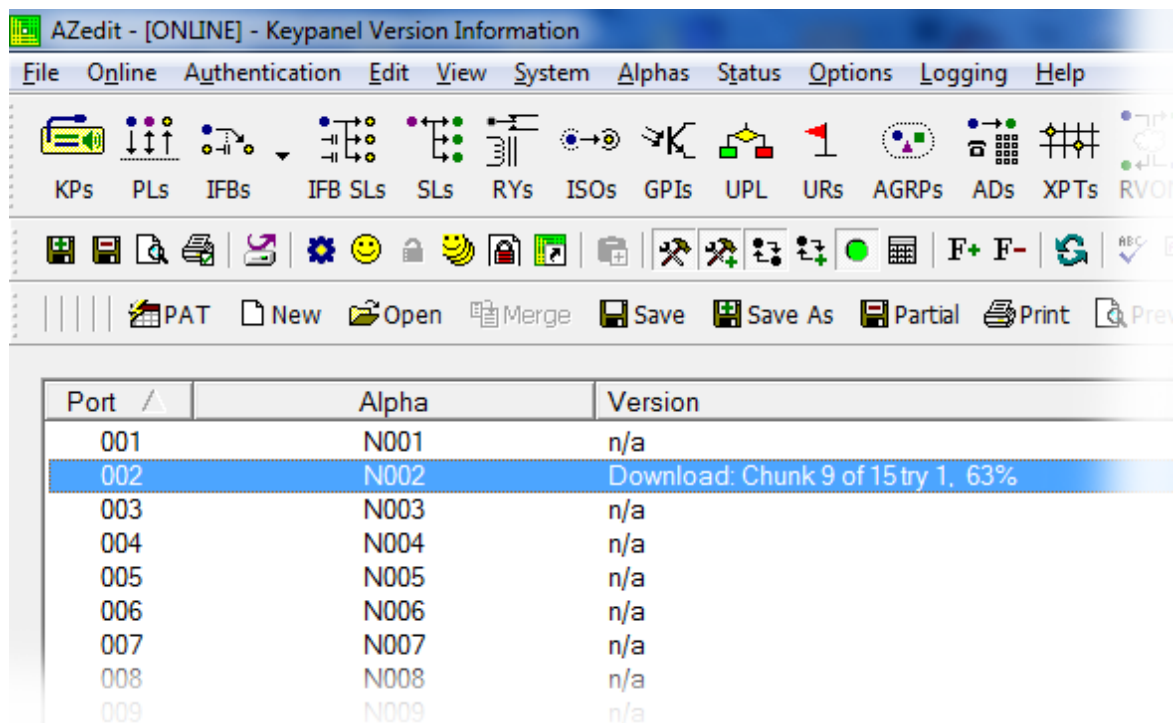 AZedit - [ONLINE] - Keypanel Version Information
File Online Authentication Edit View System Alphas Status Options Logging Help
KPs PLs IFBs IFB SLs SLs RYs ISOs GPIs UPL URs AGRPs ADs XPTs
F+ F- ABC
PAT New Open Merge Save Save As Partial Print
Port Alpha Version
001 N001 n/a
002 N002 Download: Chunk 9 of 15 try 1, 63%
003 N003 n/a
004 N004 n/a
005 N005 n/a
006 N006 n/a
007 N007 n/a
008 N008 n/a
009 N009 n/a